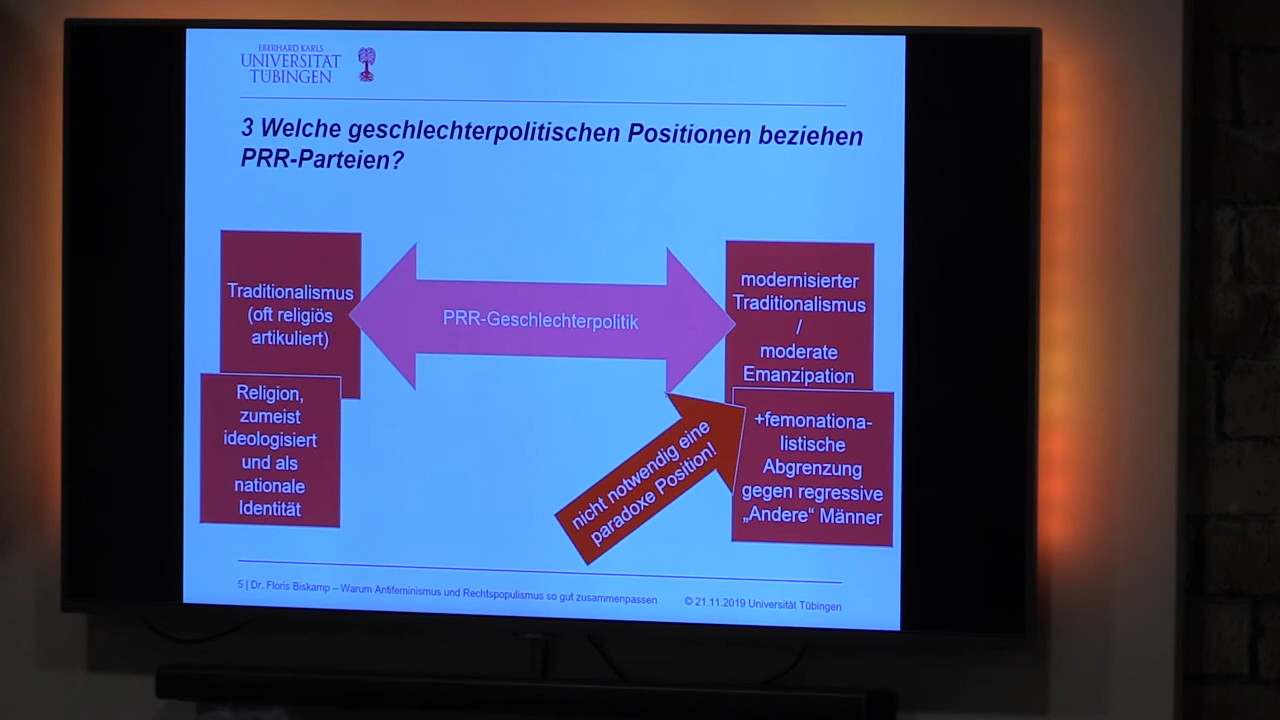 EBERHARD KARLS
UNIVERSITÄT
TÜBINGEN
3 Welche geschlechterpolitischen Positionen beziehen
PRR-Parteien?
Traditionalismus
(oft religiös
artikuliert)
Religion,
zumeist
ideologisiert
und als
nationale
Identität
PRR-Geschlechterpolitik
modernisierter
Traditionalismus
/
moderate
Emanzipation
+femonationa-
listische
Abgrenzung
gegen regressive
„Andere“ Männer
nicht notwendig eine
paradoxe Position!
5 | Dr. Floris Biskamp – Warum Antifeminismus und Rechtspopulismus so gut zusammenpassen
© 21.11.2019 Universität Tübingen